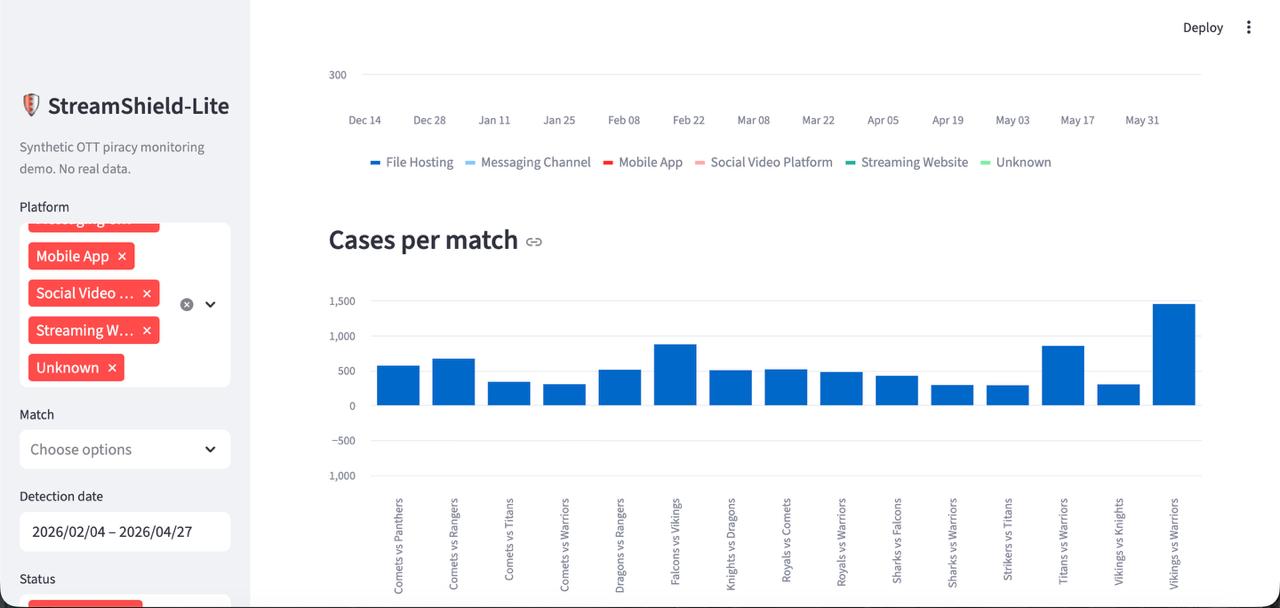 Deploy
StreamShield-Lite
Synthetic OTT piracy monitoring
demo. No real data.
Platform
Mobile App ×
Social Video … ×
Streaming W… ×
Unknown ×
Match
Choose options
Detection date
2026/02/04 – 2026/04/27
Status
300
Dec 14 Dec 28 Jan 11 Jan 25 Feb 08 Feb 22 Mar 08 Mar 22 Apr 05 Apr 19 May 03 May 17 May 31
File Hosting Messaging Channel Mobile App Social Video Platform Streaming Website Unknown
Cases per match
1,500
1,000
500
0
−500
1,000
Comets vs Panthers
Comets vs Rangers
Comets vs Titans
Comets vs Warriors
Dragons vs Rangers
Falcons vs Vikings
Knights vs Dragons
Royals vs Comets
Royals vs Warriors
Sharks vs Falcons
Sharks vs Warriors
Strikers vs Titans
Titans vs Warriors
Vikings vs Knights
Vikings vs Warriors